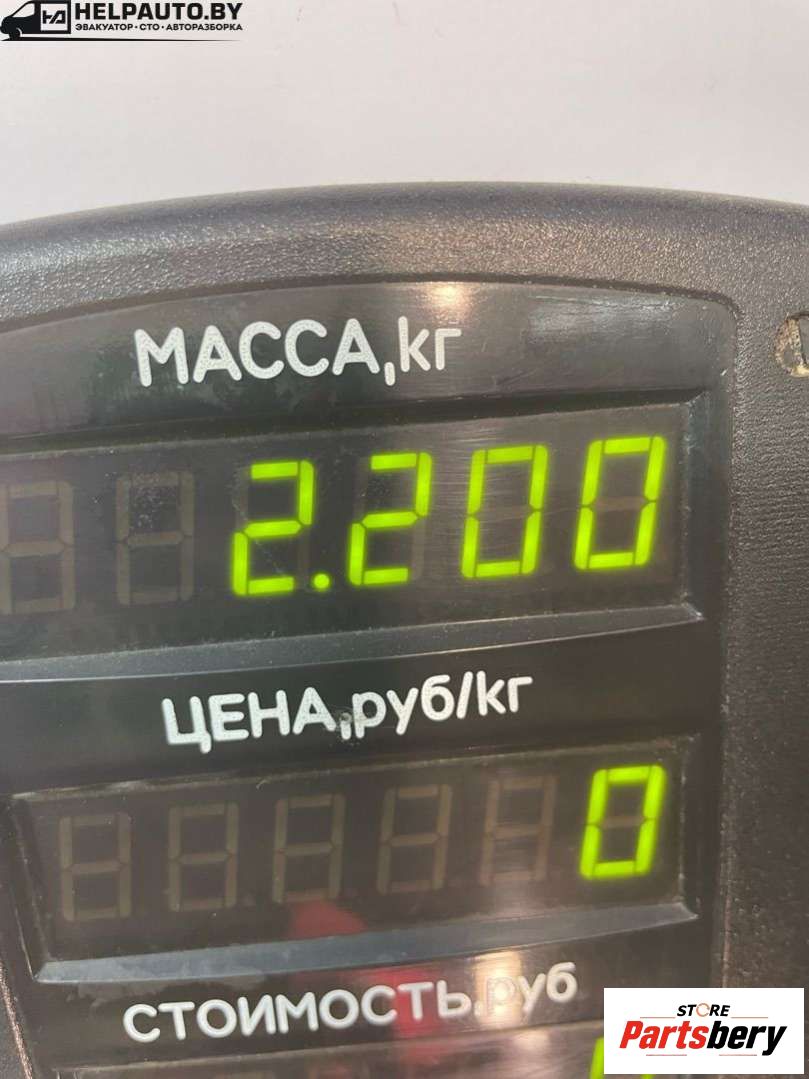 HELPAUTO.BY
ЭВАКУАТОР · СТО · АВТОРАЗБОРКА
МАССА,кг
2.200
ЦЕНА,руб/кг
0
СТОИМОСТЬ,руб
STORE
Partsbery